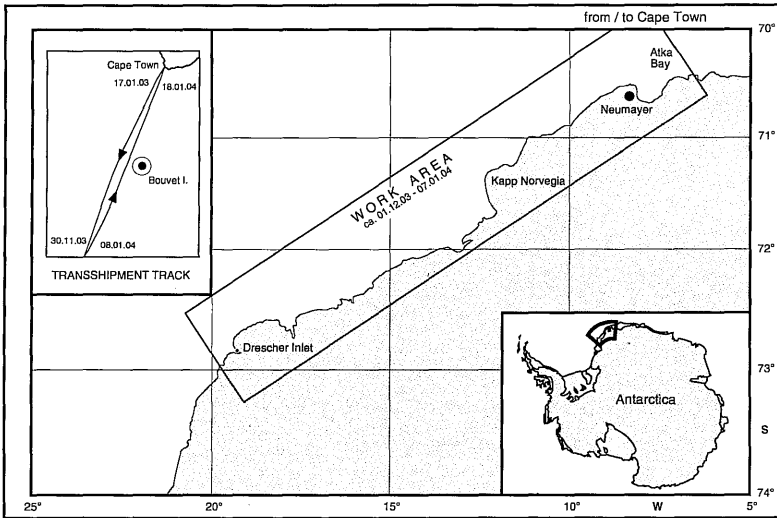 from / to Cape Town
Cape Town
17.01.03
18.01.04
Bouvet I.
30.11.03
08.01.04
TRANSSHIPMENT TRACK
WORK AREA
ca. 01.12.03 - 07.01.04
Atka
Bay
Neumayer
Kapp Norvegia
Drescher Inlet
Antarctica
70°
71°
72°
73°
S
74°
25°
20°
15°
10°
W
5°